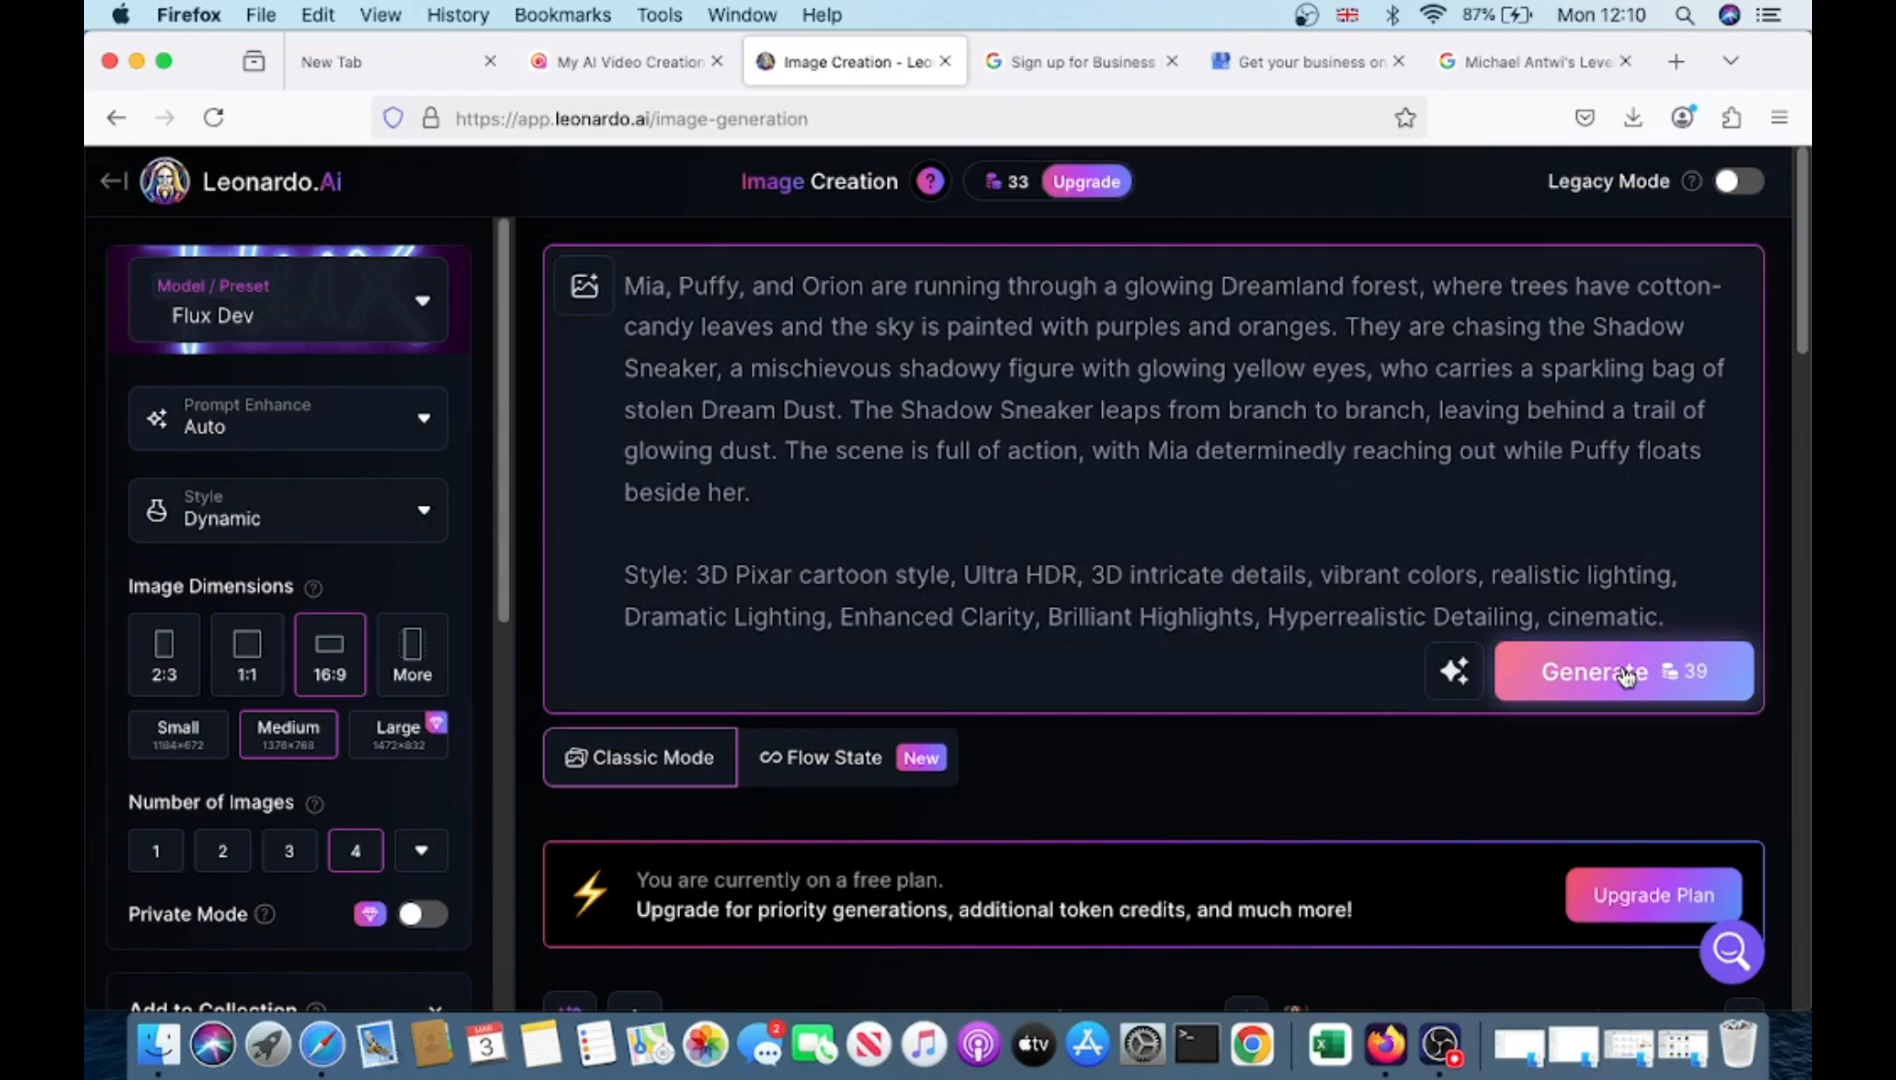 Firefox File Edit View History Bookmarks Tools Window Help 87% Mon 12:10
New Tab My AI Video Creation Image Creation - Leo Sign up for Business Get your business on Michael Antwi's Leve
https://app.leonardo.ai/image-generation
Leonardo.Ai Image Creation ? 33 Upgrade Legacy Mode ?
Model / Preset
Flux Dev
Prompt Enhance
Auto
Style
Dynamic
Image Dimensions ?
2:3 1:1 16:9 More
Small Medium Large
1184×672 1376×768 1472×832
Number of Images ?
1 2 3 4
Private Mode ?
Add to Collection ?
Mia, Puffy, and Orion are running through a glowing Dreamland forest, where trees have cotton-
candy leaves and the sky is painted with purples and oranges. They are chasing the Shadow
Sneaker, a mischievous shadowy figure with glowing yellow eyes, who carries a sparkling bag of
stolen Dream Dust. The Shadow Sneaker leaps from branch to branch, leaving behind a trail of
glowing dust. The scene is full of action, with Mia determinedly reaching out while Puffy floats
beside her.
Style: 3D Pixar cartoon style, Ultra HDR, 3D intricate details, vibrant colors, realistic lighting,
Dramatic Lighting, Enhanced Clarity, Brilliant Highlights, Hyperrealistic Detailing, cinematic.
Generate 39
Classic Mode Flow State New
You are currently on a free plan.
Upgrade for priority generations, additional token credits, and much more!
Upgrade Plan
MAR
3
2
tv